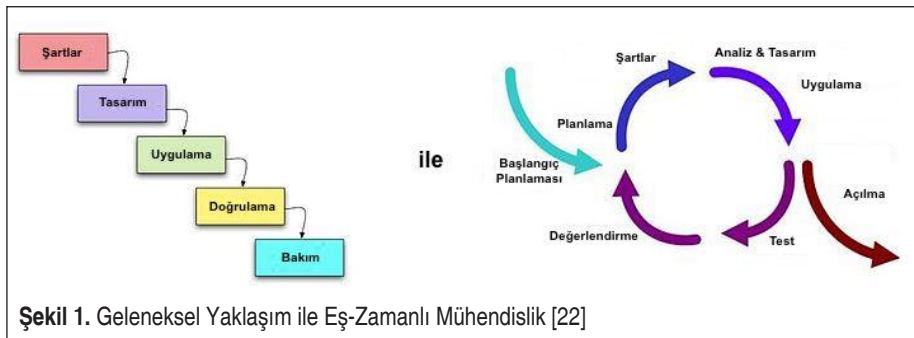 Şartlar
Tasarım
Uygulama
Doğrulama
Bakım
ile
Başlangıç
Planlaması
Planlama
Şartlar
Analiz & Tasarım
Uygulama
Açılma
Test
Değerlendirme
Şekil 1. Geleneksel Yaklaşım ile Eş-Zamanlı Mühendislik [22]